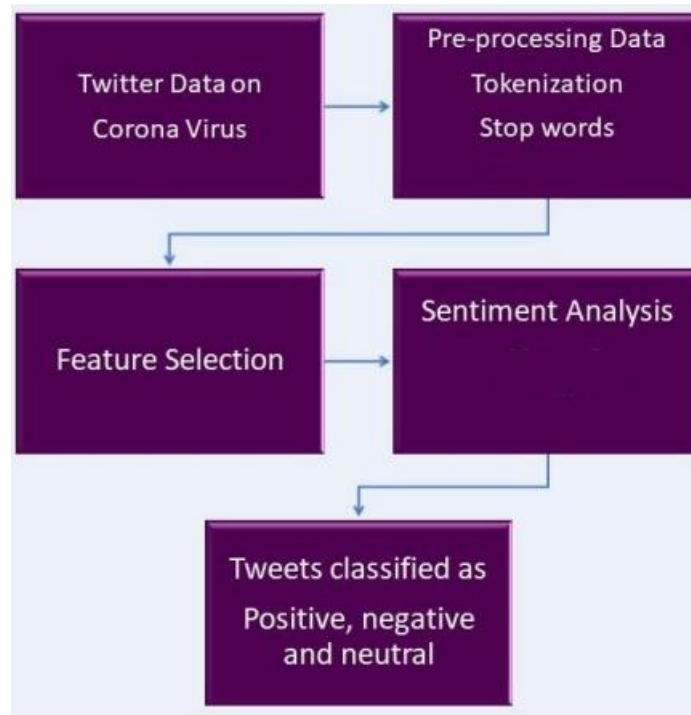 Twitter Data on
Corona Virus
Pre-processing Data
Tokenization
Stop words
Feature Selection
Sentiment Analysis
Tweets classified as
Positive, negative
and neutral